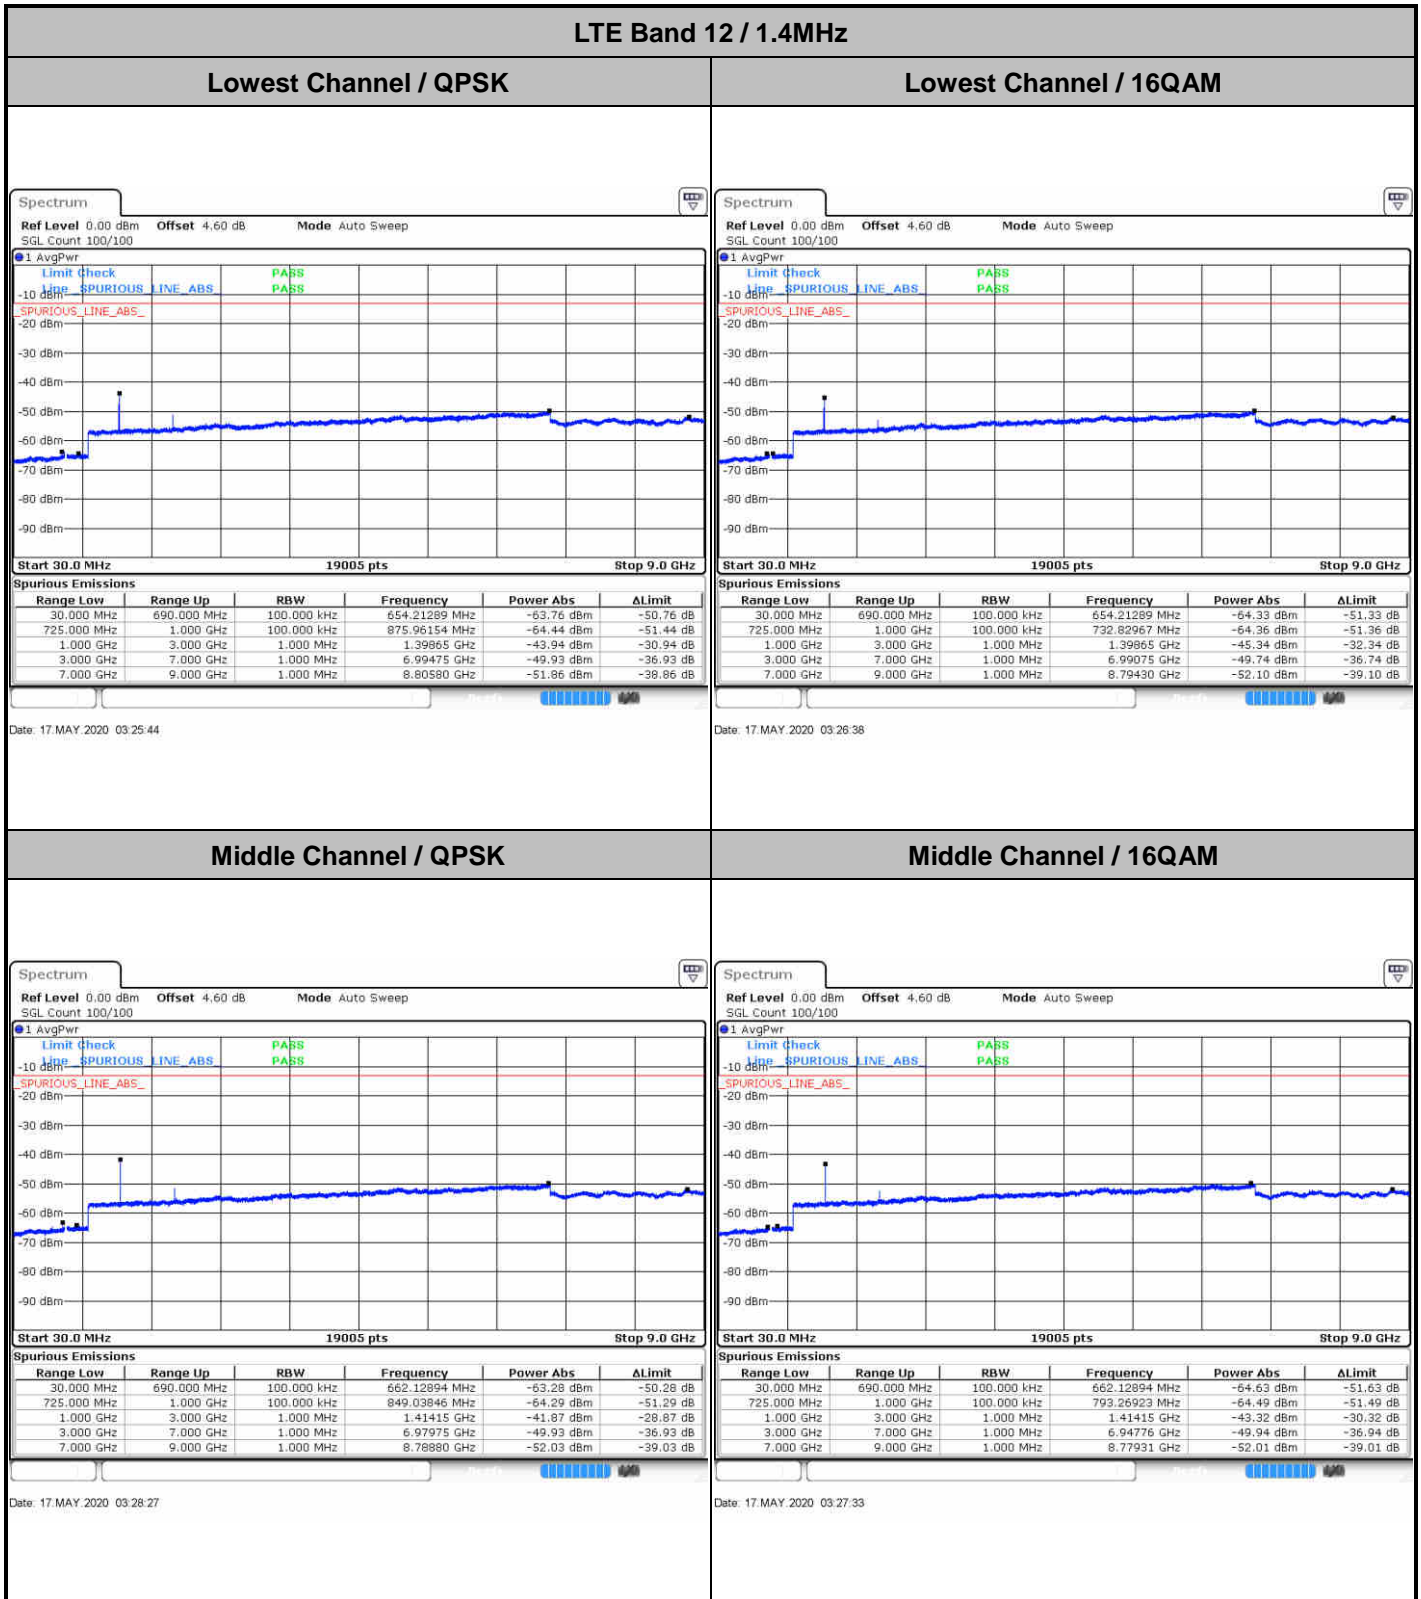 LTE Band 12 / 1.4MHz
Lowest Channel / QPSK
Lowest Channel / 16QAM
Spectrum
Ref Level 0.00 dBm Offset 4.60 dB Mode Auto Sweep
SGL Count 100/100
1 AvgPwr
Limit Check PASS
Line _SPURIOUS_LINE_ABS_ PASS
-10 dBm
_SPURIOUS_LINE_ABS_
-20 dBm
-30 dBm
-40 dBm
-50 dBm
-60 dBm
-70 dBm
-80 dBm
-90 dBm
Start 30.0 MHz 19005 pts Stop 9.0 GHz
Spurious Emissions
Range Low Range Up RBW Frequency Power Abs ΔLimit
30.000 MHz 690.000 MHz 100.000 kHz 654.21289 MHz -63.76 dBm -50.76 dB
725.000 MHz 1.000 GHz 100.000 kHz 875.96154 MHz -64.44 dBm -51.44 dB
1.000 GHz 3.000 GHz 1.000 MHz 1.39865 GHz -43.94 dBm -30.94 dB
3.000 GHz 7.000 GHz 1.000 MHz 6.99475 GHz -49.93 dBm -36.93 dB
7.000 GHz 9.000 GHz 1.000 MHz 8.80580 GHz -51.86 dBm -38.86 dB
Date: 17.MAY.2020 03:25:44
Spectrum
Ref Level 0.00 dBm Offset 4.60 dB Mode Auto Sweep
SGL Count 100/100
1 AvgPwr
Limit Check PASS
Line _SPURIOUS_LINE_ABS_ PASS
-10 dBm
_SPURIOUS_LINE_ABS_
-20 dBm
-30 dBm
-40 dBm
-50 dBm
-60 dBm
-70 dBm
-80 dBm
-90 dBm
Start 30.0 MHz 19005 pts Stop 9.0 GHz
Spurious Emissions
Range Low Range Up RBW Frequency Power Abs ΔLimit
30.000 MHz 690.000 MHz 100.000 kHz 654.21289 MHz -64.33 dBm -51.33 dB
725.000 MHz 1.000 GHz 100.000 kHz 732.82967 MHz -64.36 dBm -51.36 dB
1.000 GHz 3.000 GHz 1.000 MHz 1.39865 GHz -45.34 dBm -32.34 dB
3.000 GHz 7.000 GHz 1.000 MHz 6.99075 GHz -49.74 dBm -36.74 dB
7.000 GHz 9.000 GHz 1.000 MHz 8.79430 GHz -52.10 dBm -39.10 dB
Date: 17.MAY.2020 03:26:38
Middle Channel / QPSK
Middle Channel / 16QAM
Spectrum
Ref Level 0.00 dBm Offset 4.60 dB Mode Auto Sweep
SGL Count 100/100
1 AvgPwr
Limit Check PASS
Line _SPURIOUS_LINE_ABS_ PASS
-10 dBm
_SPURIOUS_LINE_ABS_
-20 dBm
-30 dBm
-40 dBm
-50 dBm
-60 dBm
-70 dBm
-80 dBm
-90 dBm
Start 30.0 MHz 19005 pts Stop 9.0 GHz
Spurious Emissions
Range Low Range Up RBW Frequency Power Abs ΔLimit
30.000 MHz 690.000 MHz 100.000 kHz 662.12894 MHz -63.28 dBm -50.28 dB
725.000 MHz 1.000 GHz 100.000 kHz 849.03846 MHz -64.29 dBm -51.29 dB
1.000 GHz 3.000 GHz 1.000 MHz 1.41415 GHz -41.87 dBm -28.87 dB
3.000 GHz 7.000 GHz 1.000 MHz 6.97975 GHz -49.93 dBm -36.93 dB
7.000 GHz 9.000 GHz 1.000 MHz 8.78880 GHz -52.03 dBm -39.03 dB
Date: 17.MAY.2020 03:28:27
Spectrum
Ref Level 0.00 dBm Offset 4.60 dB Mode Auto Sweep
SGL Count 100/100
1 AvgPwr
Limit Check PASS
Line _SPURIOUS_LINE_ABS_ PASS
-10 dBm
_SPURIOUS_LINE_ABS_
-20 dBm
-30 dBm
-40 dBm
-50 dBm
-60 dBm
-70 dBm
-80 dBm
-90 dBm
Start 30.0 MHz 19005 pts Stop 9.0 GHz
Spurious Emissions
Range Low Range Up RBW Frequency Power Abs ΔLimit
30.000 MHz 690.000 MHz 100.000 kHz 662.12894 MHz -64.63 dBm -51.63 dB
725.000 MHz 1.000 GHz 100.000 kHz 793.26923 MHz -64.49 dBm -51.49 dB
1.000 GHz 3.000 GHz 1.000 MHz 1.41415 GHz -43.32 dBm -30.32 dB
3.000 GHz 7.000 GHz 1.000 MHz 6.94776 GHz -49.94 dBm -36.94 dB
7.000 GHz 9.000 GHz 1.000 MHz 8.77931 GHz -52.01 dBm -39.01 dB
Date: 17.MAY.2020 03:27:33